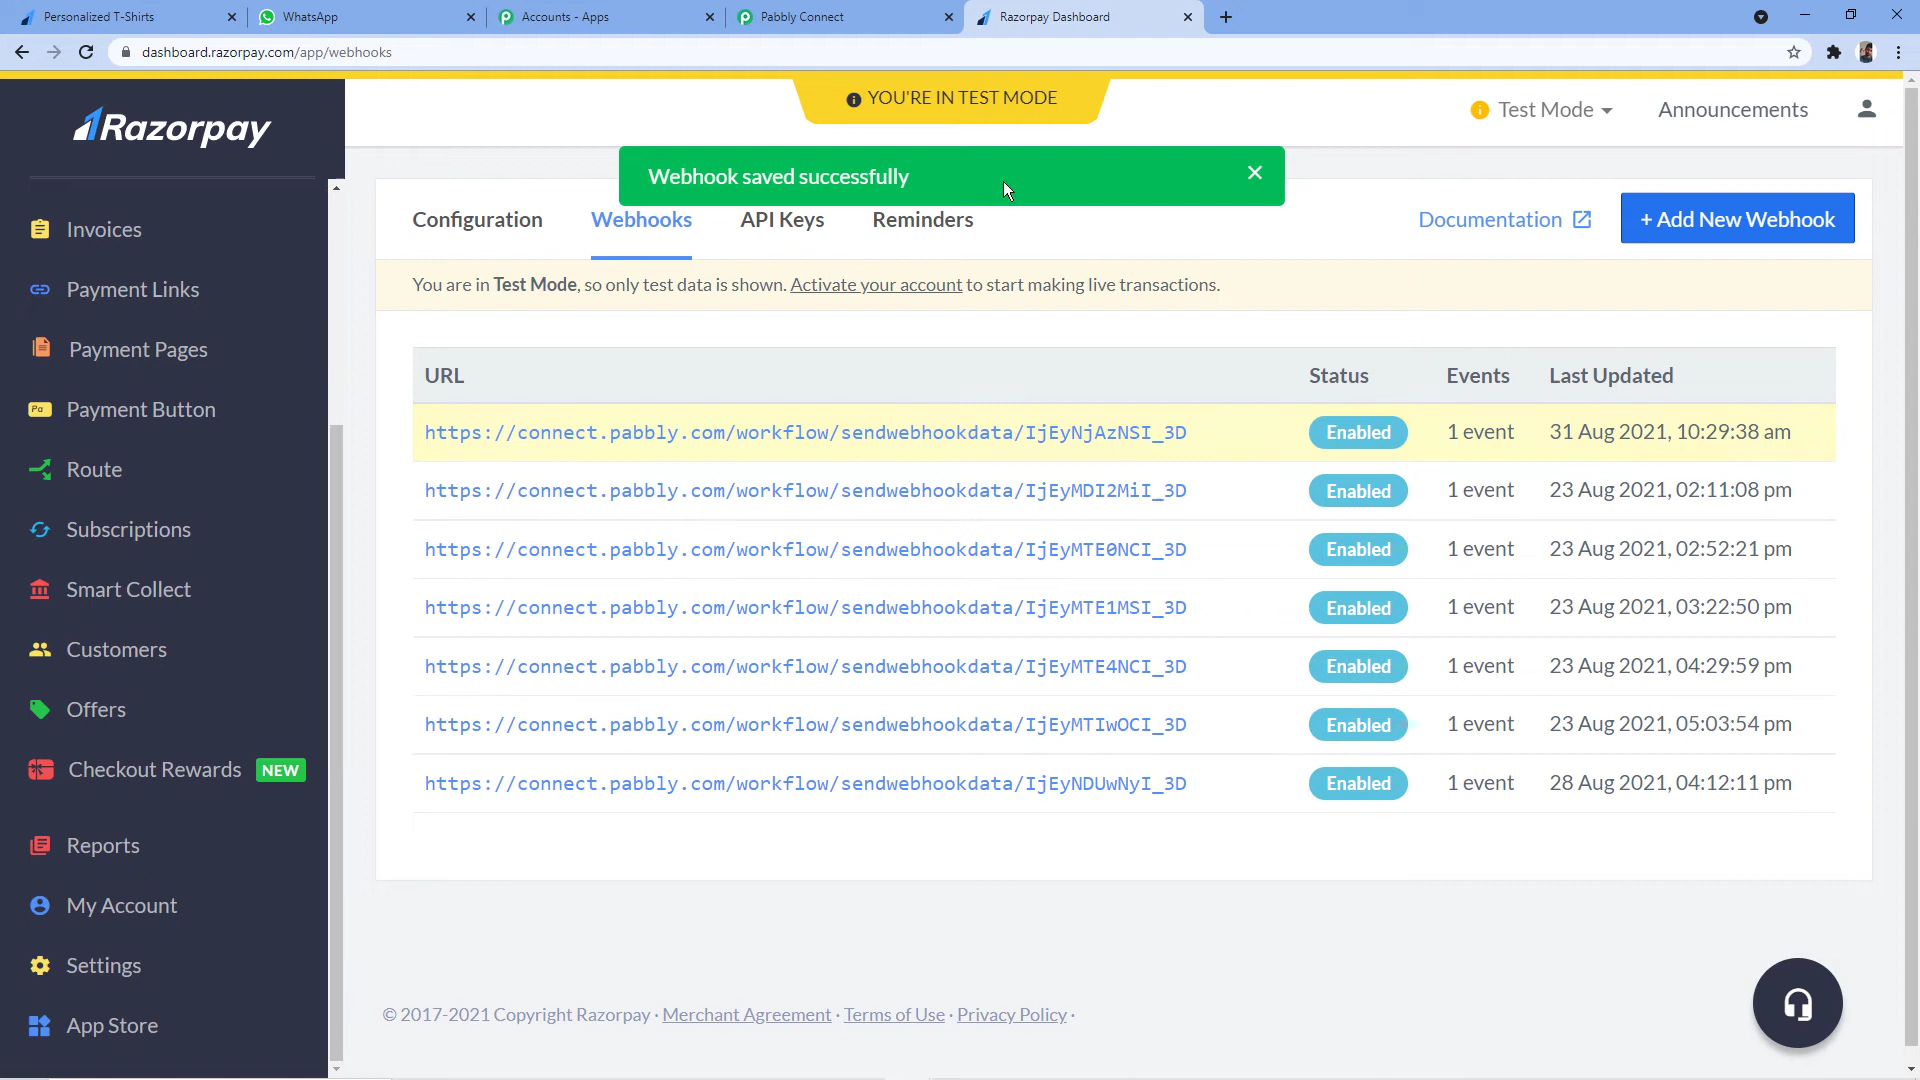 Personalized T-Shirts
WhatsApp
Accounts - Apps
Pabbly Connect
Razorpay Dashboard
dashboard.razorpay.com/app/webhooks
Razorpay
YOU'RE IN TEST MODE
Test Mode
Announcements
Webhook saved successfully
Configuration
Webhooks
API Keys
Reminders
Documentation
+ Add New Webhook
You are in Test Mode, so only test data is shown. Activate your account to start making live transactions.
Invoices
Payment Links
Payment Pages
Payment Button
Route
Subscriptions
Smart Collect
Customers
Offers
Checkout Rewards NEW
Reports
My Account
Settings
App Store
URL Status Events Last Updated
https://connect.pabbly.com/workflow/sendwebhookdata/IjEyNjAzNSI_3D Enabled 1 event 31 Aug 2021, 10:29:38 am
https://connect.pabbly.com/workflow/sendwebhookdata/IjEyMDI2MiI_3D Enabled 1 event 23 Aug 2021, 02:11:08 pm
https://connect.pabbly.com/workflow/sendwebhookdata/IjEyMTE0NCI_3D Enabled 1 event 23 Aug 2021, 02:52:21 pm
https://connect.pabbly.com/workflow/sendwebhookdata/IjEyMTE1MSI_3D Enabled 1 event 23 Aug 2021, 03:22:50 pm
https://connect.pabbly.com/workflow/sendwebhookdata/IjEyMTE4NCI_3D Enabled 1 event 23 Aug 2021, 04:29:59 pm
https://connect.pabbly.com/workflow/sendwebhookdata/IjEyMTIwOCI_3D Enabled 1 event 23 Aug 2021, 05:03:54 pm
https://connect.pabbly.com/workflow/sendwebhookdata/IjEyNDUwNyI_3D Enabled 1 event 28 Aug 2021, 04:12:11 pm
© 2017-2021 Copyright Razorpay · Merchant Agreement · Terms of Use · Privacy Policy ·